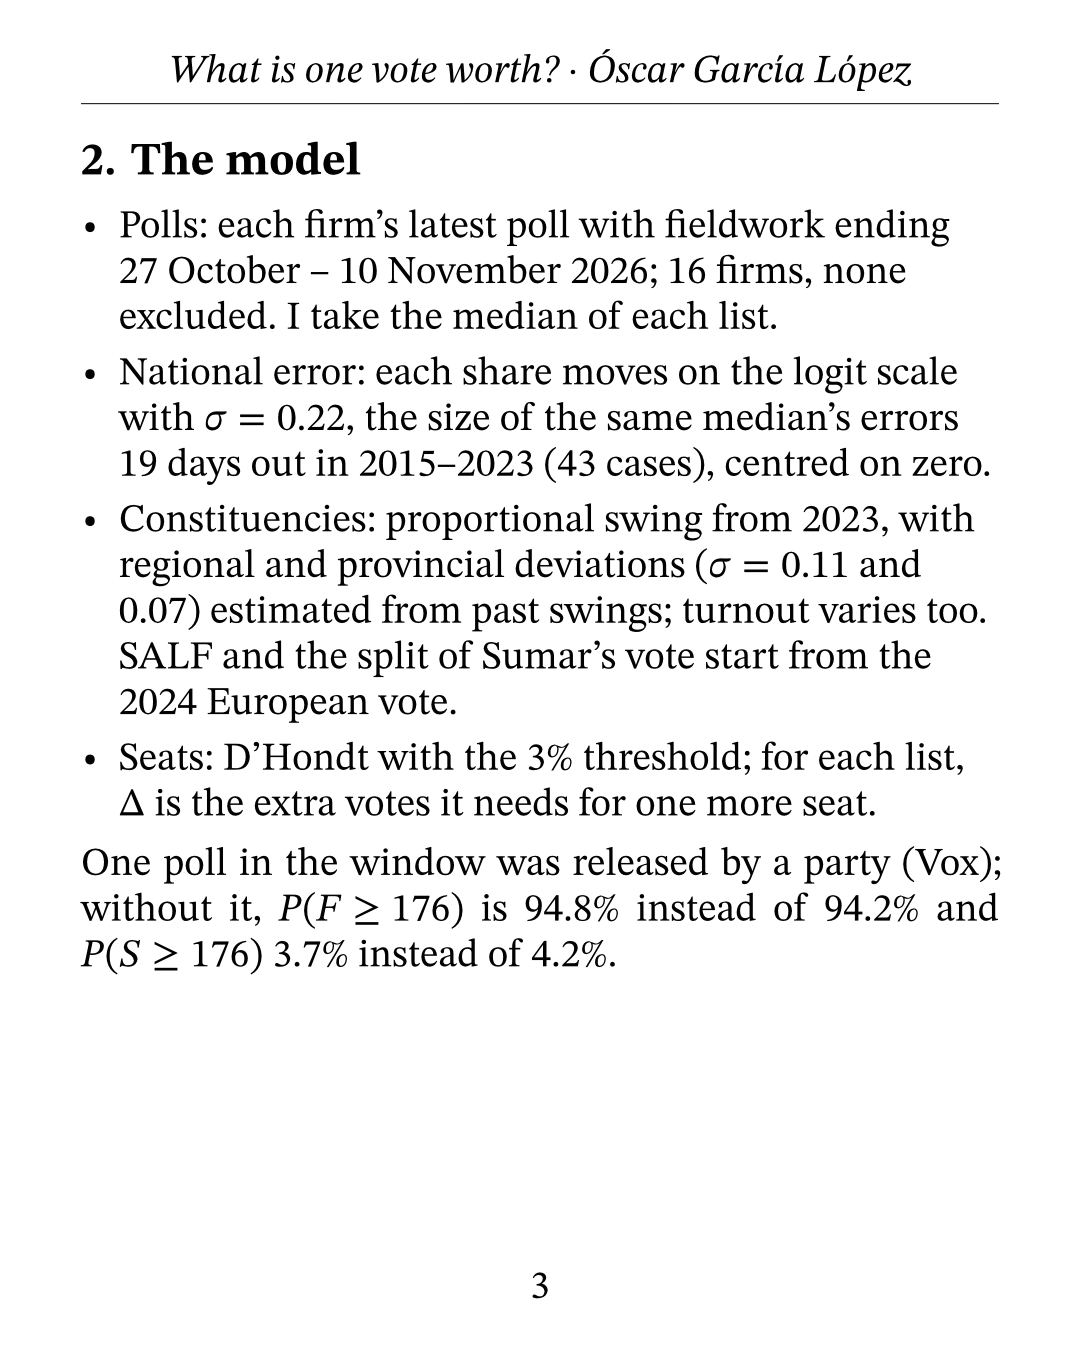 What is one vote worth? · Óscar García López
2. The model
• Polls: each firm’s latest poll with fieldwork ending
27 October – 10 November 2026; 16 firms, none
excluded. I take the median of each list.
• National error: each share moves on the logit scale
with σ = 0.22, the size of the same median’s errors
19 days out in 2015–2023 (43 cases), centred on zero.
• Constituencies: proportional swing from 2023, with
regional and provincial deviations (σ = 0.11 and
0.07) estimated from past swings; turnout varies too.
SALF and the split of Sumar’s vote start from the
2024 European vote.
• Seats: D’Hondt with the 3% threshold; for each list,
Δ is the extra votes it needs for one more seat.
One poll in the window was released by a party (Vox);
without it, P(F ≥ 176) is 94.8% instead of 94.2% and
P(S ≥ 176) 3.7% instead of 4.2%.
3